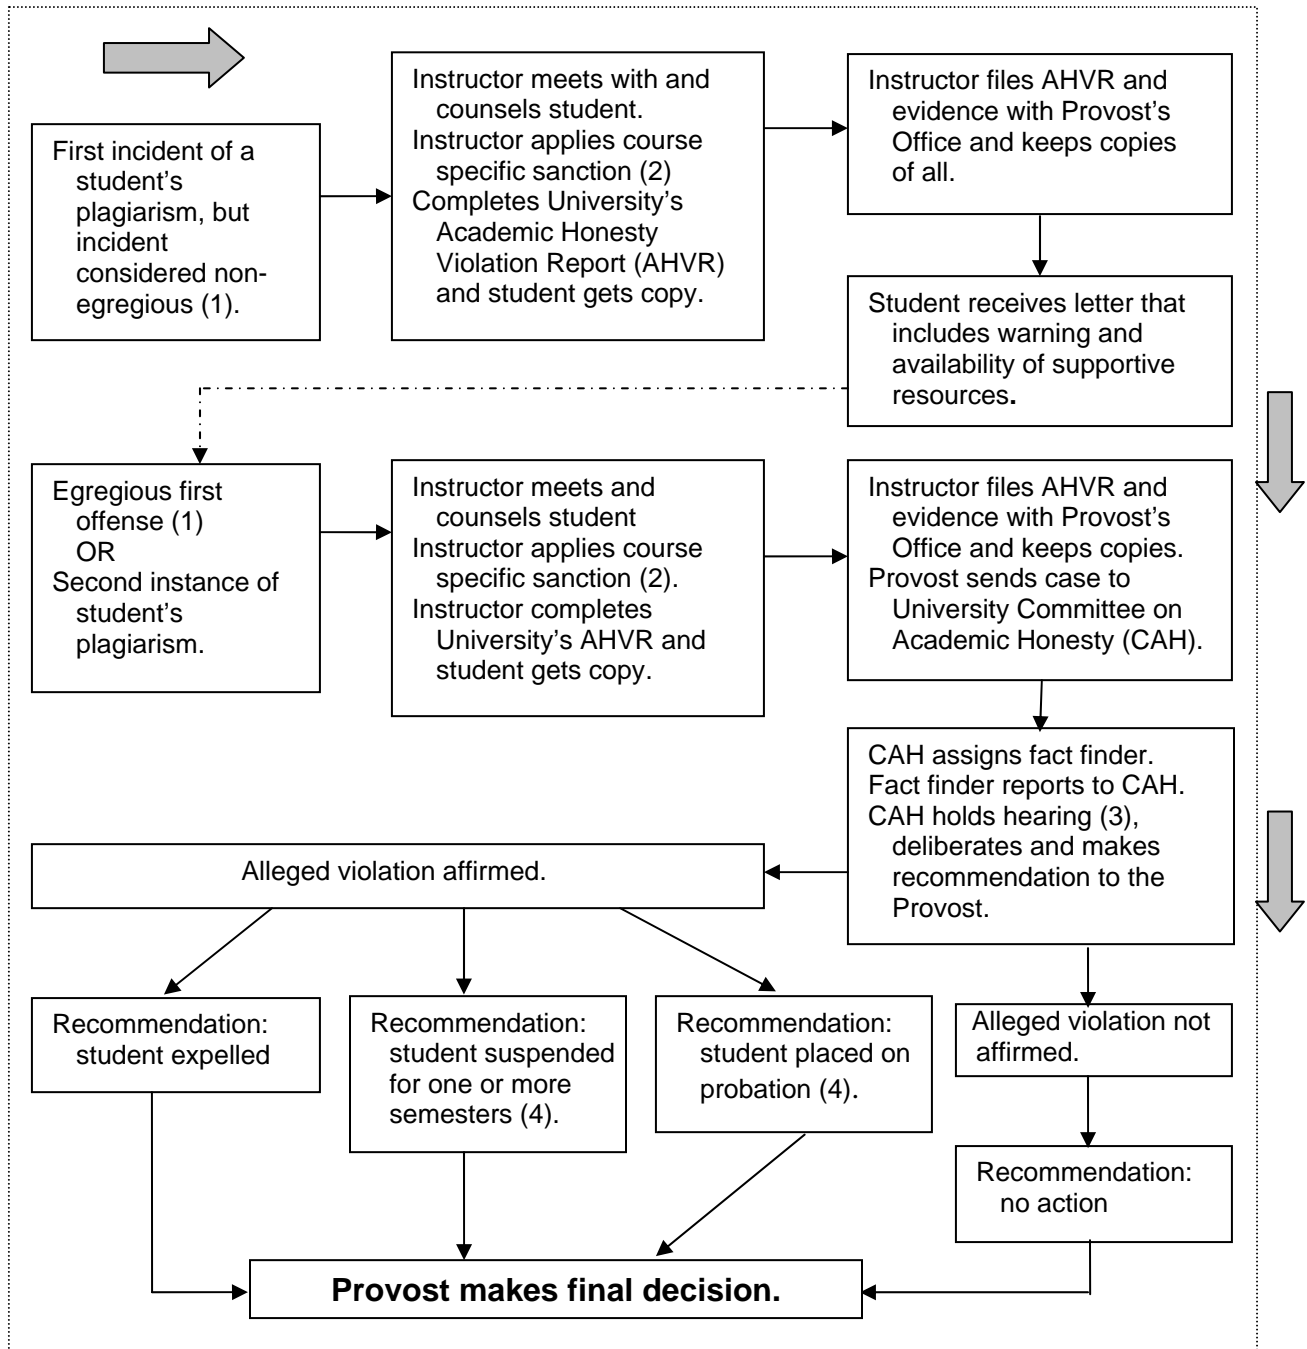 First incident of a
student's
plagiarism, but
incident
considered non-
egregious (1).
Instructor meets with and
counsels student.
Instructor applies course
specific sanction (2)
Completes University's
Academic Honesty
Violation Report (AHVR)
and student gets copy.
Instructor files AHVR and
evidence with Provost's
Office and keeps copies
of all.
Student receives letter that
includes warning and
availability of supportive
resources.
Egregious first
offense (1)
OR
Second instance of
student's
plagiarism.
Instructor meets and
counsels student
Instructor applies course
specific sanction (2).
Instructor completes
University's AHVR and
student gets copy.
Instructor files AHVR and
evidence with Provost's
Office and keeps copies.
Provost sends case to
University Committee on
Academic Honesty (CAH).
CAH assigns fact finder.
Fact finder reports to CAH.
CAH holds hearing (3),
deliberates and makes
recommendation to the
Provost.
Alleged violation affirmed.
Recommendation:
student expelled
Recommendation:
student suspended
for one or more
semesters (4).
Recommendation:
student placed on
probation (4).
Alleged violation not
affirmed.
Recommendation:
no action
Provost makes final decision.